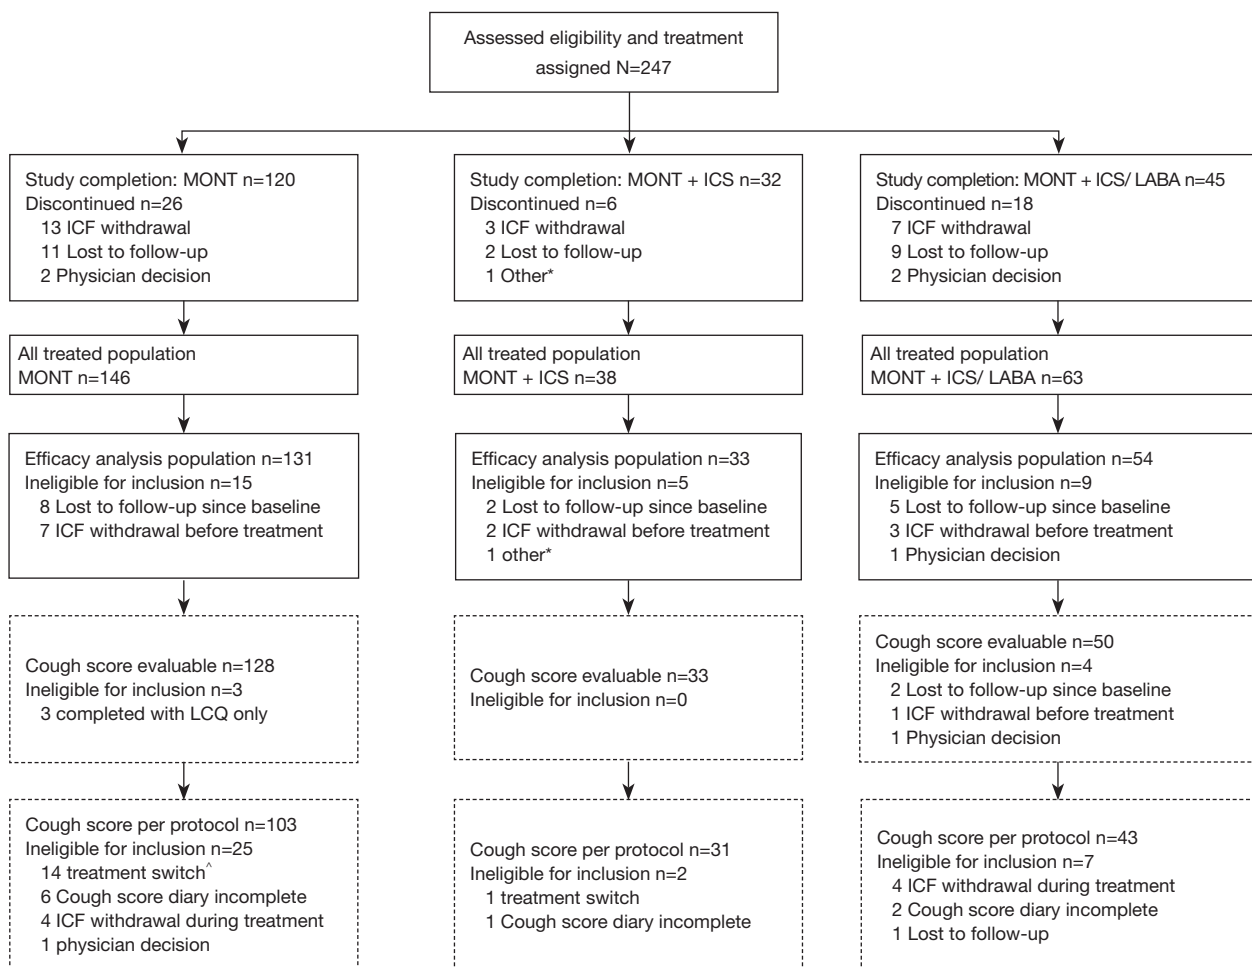 Assessed eligibility and treatment
assigned N=247
Study completion: MONT n=120
Discontinued n=26
13 ICF withdrawal
11 Lost to follow-up
2 Physician decision
Study completion: MONT + ICS n=32
Discontinued n=6
3 ICF withdrawal
2 Lost to follow-up
1 Other*
Study completion: MONT + ICS/ LABA n=45
Discontinued n=18
7 ICF withdrawal
9 Lost to follow-up
2 Physician decision
All treated population
MONT n=146
All treated population
MONT + ICS n=38
All treated population
MONT + ICS/ LABA n=63
Efficacy analysis population n=131
Ineligible for inclusion n=15
8 Lost to follow-up since baseline
7 ICF withdrawal before treatment
Efficacy analysis population n=33
Ineligible for inclusion n=5
2 Lost to follow-up since baseline
2 ICF withdrawal before treatment
1 other*
Efficacy analysis population n=54
Ineligible for inclusion n=9
5 Lost to follow-up since baseline
3 ICF withdrawal before treatment
1 Physician decision
Cough score evaluable n=128
Ineligible for inclusion n=3
3 completed with LCQ only
Cough score evaluable n=33
Ineligible for inclusion n=0
Cough score evaluable n=50
Ineligible for inclusion n=4
2 Lost to follow-up since baseline
1 ICF withdrawal before treatment
1 Physician decision
Cough score per protocol n=103
Ineligible for inclusion n=25
14 treatment switch^
6 Cough score diary incomplete
4 ICF withdrawal during treatment
1 physician decision
Cough score per protocol n=31
Ineligible for inclusion n=2
1 treatment switch
1 Cough score diary incomplete
Cough score per protocol n=43
Ineligible for inclusion n=7
4 ICF withdrawal during treatment
2 Cough score diary incomplete
1 Lost to follow-up